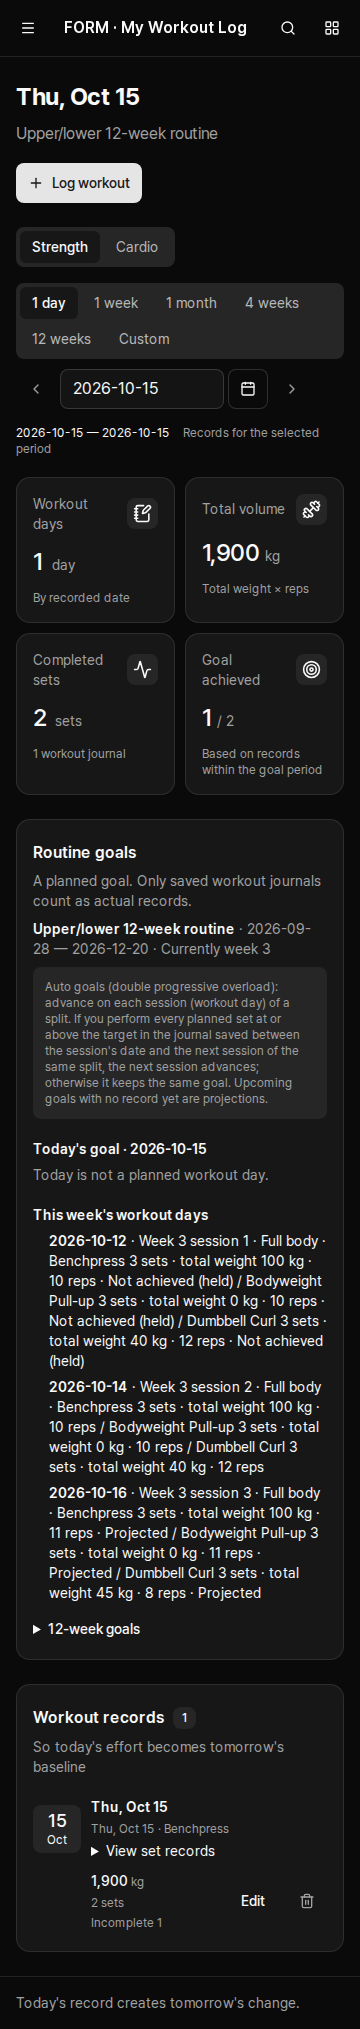 FORM · My Workout Log
Thu, Oct 15
Upper/lower 12-week routine
Log workout
Strength Cardio
1 day 1 week 1 month 4 weeks
12 weeks Custom
2026-10-15
2026-10-15 — 2026-10-15 Records for the selected
period
Workout
days
1 day
By recorded date
Total volume
1,900 kg
Total weight × reps
Completed
sets
2 sets
1 workout journal
Goal
achieved
1 / 2
Based on records
within the goal period
Routine goals
A planned goal. Only saved workout journals
count as actual records.
Upper/lower 12-week routine · 2026-09-
28 — 2026-12-20 · Currently week 3
Auto goals (double progressive overload):
advance on each session (workout day) of a
split. If you perform every planned set at or
above the target in the journal saved between
the session's date and the next session of the
same split, the next session advances;
otherwise it keeps the same goal. Upcoming
goals with no record yet are projections.
Today's goal · 2026-10-15
Today is not a planned workout day.
This week's workout days
2026-10-12 · Week 3 session 1 · Full body ·
Benchpress 3 sets · total weight 100 kg ·
10 reps · Not achieved (held) / Bodyweight
Pull-up 3 sets · total weight 0 kg · 10 reps ·
Not achieved (held) / Dumbbell Curl 3 sets ·
total weight 40 kg · 12 reps · Not achieved
(held)
2026-10-14 · Week 3 session 2 · Full body
· Benchpress 3 sets · total weight 100 kg ·
10 reps / Bodyweight Pull-up 3 sets · total
weight 0 kg · 10 reps / Dumbbell Curl 3
sets · total weight 40 kg · 12 reps
2026-10-16 · Week 3 session 3 · Full body
· Benchpress 3 sets · total weight 100 kg ·
11 reps · Projected / Bodyweight Pull-up 3
sets · total weight 0 kg · 11 reps ·
Projected / Dumbbell Curl 3 sets · total
weight 45 kg · 8 reps · Projected
12-week goals
Workout records 1
So today's effort becomes tomorrow's
baseline
15
Oct
Thu, Oct 15
Thu, Oct 15 · Benchpress
View set records
1,900 kg
2 sets
Incomplete 1
Edit
Today's record creates tomorrow's change.